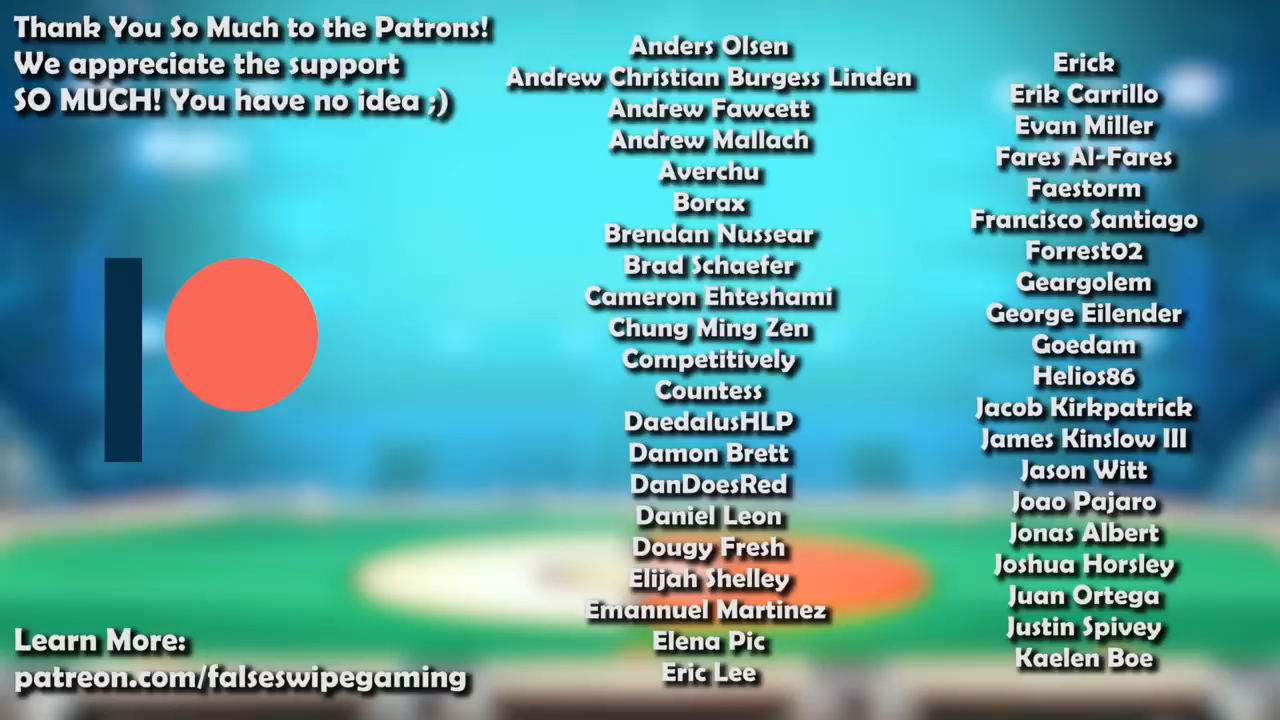 Thank You So Much to the Patrons!
We appreciate the support
SO MUCH! You have no idea ;)
Anders Olsen
Andrew Christian Burgess Linden
Andrew Fawcett
Andrew Mallach
Averchu
Borax
Brendan Nussear
Brad Schaefer
Cameron Ehteshami
Chung Ming Zen
Competitively
Countess
DaedalusHLP
Damon Brett
DanDoesRed
Daniel Leon
Dougy Fresh
Elijah Shelley
Emannuel Martinez
Elena Pic
Eric Lee
Erick
Erik Carrillo
Evan Miller
Fares Al-Fares
Faestorm
Francisco Santiago
Forrest02
Geargolem
George Eilender
Goedam
Helios86
Jacob Kirkpatrick
James Kinslow III
Jason Witt
Joao Pajaro
Jonas Albert
Joshua Horsley
Juan Ortega
Justin Spivey
Kaelen Boe
Learn More:
patreon.com/falseswipegaming